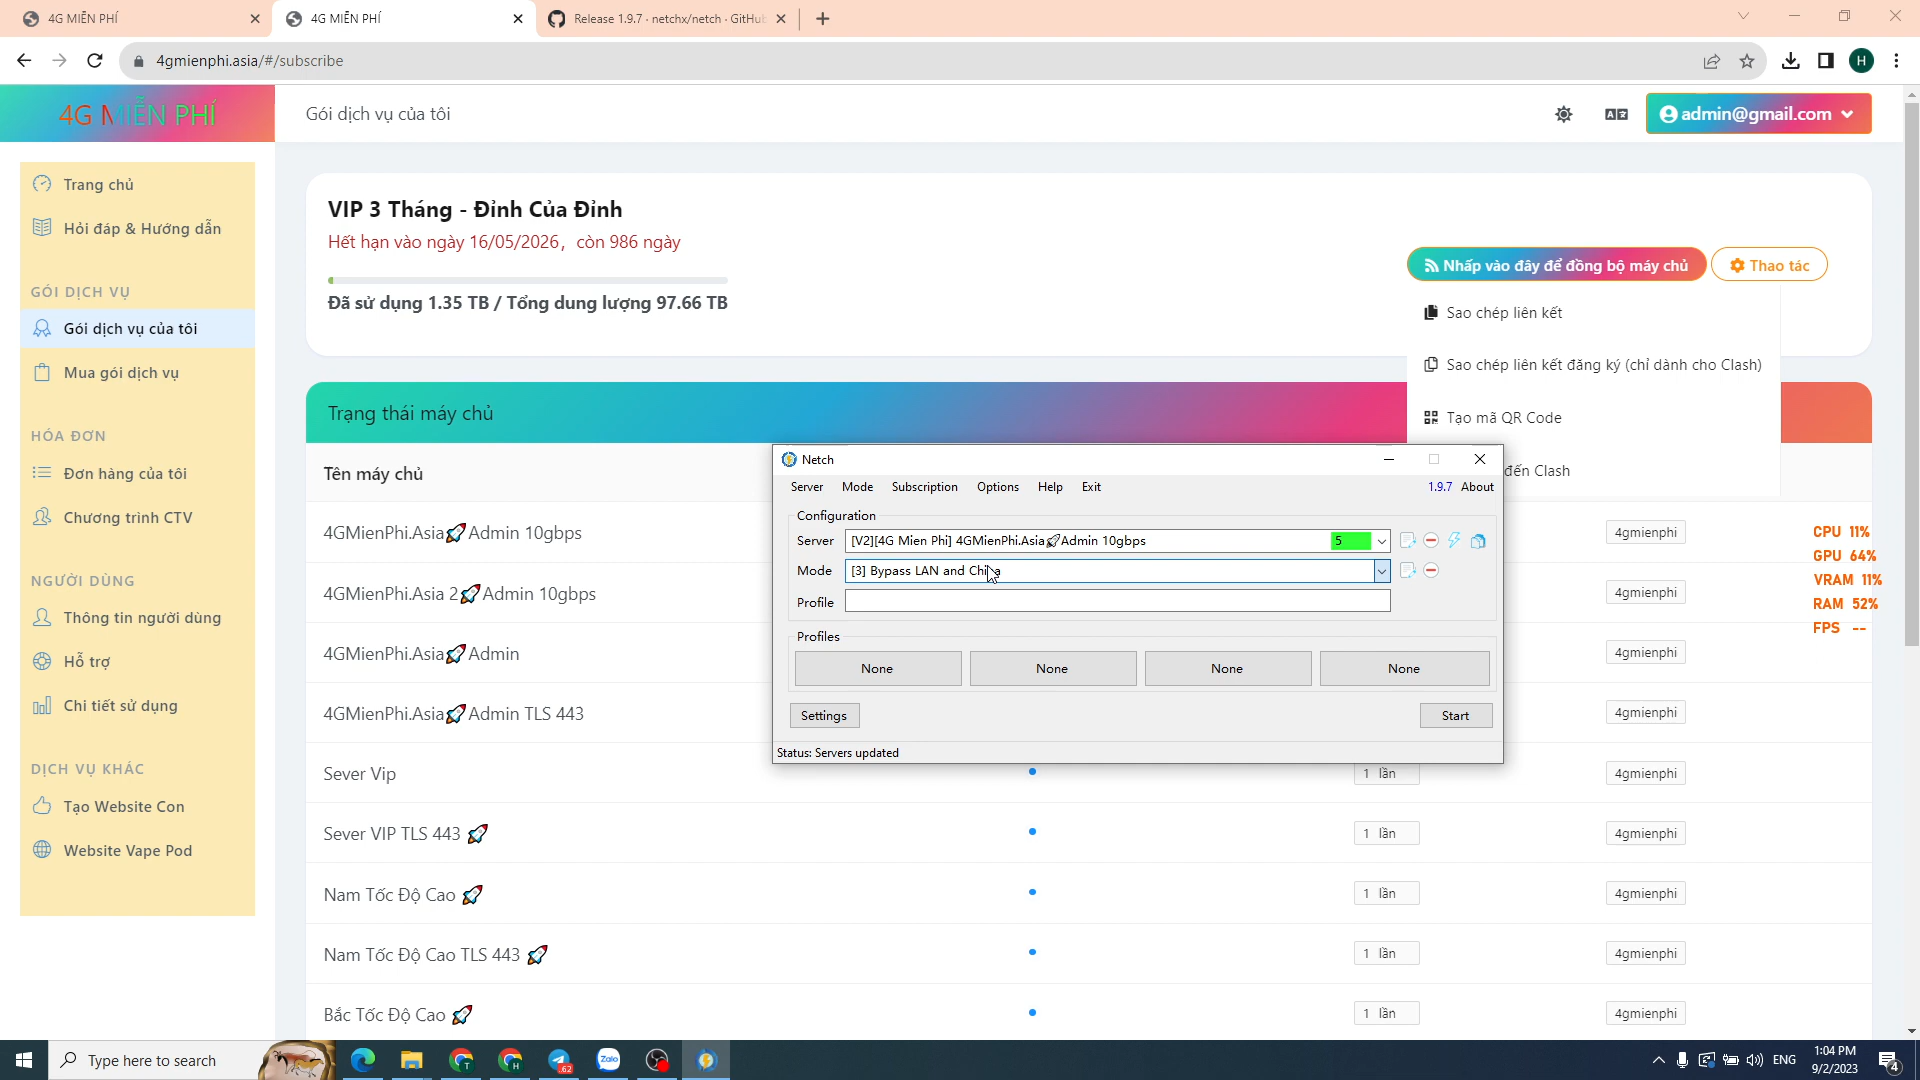 4G MIỄN PHÍ
4G MIỄN PHÍ
Release 1.9.7 · netchx/netch · GitHub
4gmienphi.asia/#/subscribe
H
4G MIỄN PHÍ
Gói dịch vụ của tôi
admin@gmail.com
Trang chủ
Hỏi đáp & Hướng dẫn
GÓI DỊCH VỤ
Gói dịch vụ của tôi
Mua gói dịch vụ
HÓA ĐƠN
Đơn hàng của tôi
Chương trình CTV
NGƯỜI DÙNG
Thông tin người dùng
Hỗ trợ
Chi tiết sử dụng
DỊCH VỤ KHÁC
Tạo Website Con
Website Vape Pod
VIP 3 Tháng - Đỉnh Của Đỉnh
Hết hạn vào ngày 16/05/2026, còn 986 ngày
Đã sử dụng 1.35 TB / Tổng dung lượng 97.66 TB
Nhấp vào đây để đồng bộ máy chủ
Thao tác
Sao chép liên kết
Sao chép liên kết đăng ký (chỉ dành cho Clash)
Tạo mã QR Code
đến Clash
Trạng thái máy chủ
Tên máy chủ
4GMienPhi.Asia🚀Admin 10gbps
4gmienphi
4GMienPhi.Asia 2🚀Admin 10gbps
4gmienphi
4GMienPhi.Asia🚀Admin
4gmienphi
4GMienPhi.Asia🚀Admin TLS 443
4gmienphi
Sever Vip
1 lần
4gmienphi
Sever VIP TLS 443 🚀
1 lần
4gmienphi
Nam Tốc Độ Cao 🚀
1 lần
4gmienphi
Nam Tốc Độ Cao TLS 443 🚀
1 lần
4gmienphi
Bắc Tốc Độ Cao 🚀
1 lần
4gmienphi
Netch
Server Mode Subscription Options Help Exit
1.9.7 About
Configuration
Server [V2][4G Mien Phi] 4GMienPhi.Asia🚀Admin 10gbps 5
Mode [3] Bypass LAN and China
Profile
Profiles
None None None None
Settings
Start
Status: Servers updated
CPU 11%
GPU 64%
VRAM 11%
RAM 52%
FPS --
Type here to search
T
H
62
Zalo
ENG
1:04 PM
9/2/2023
4